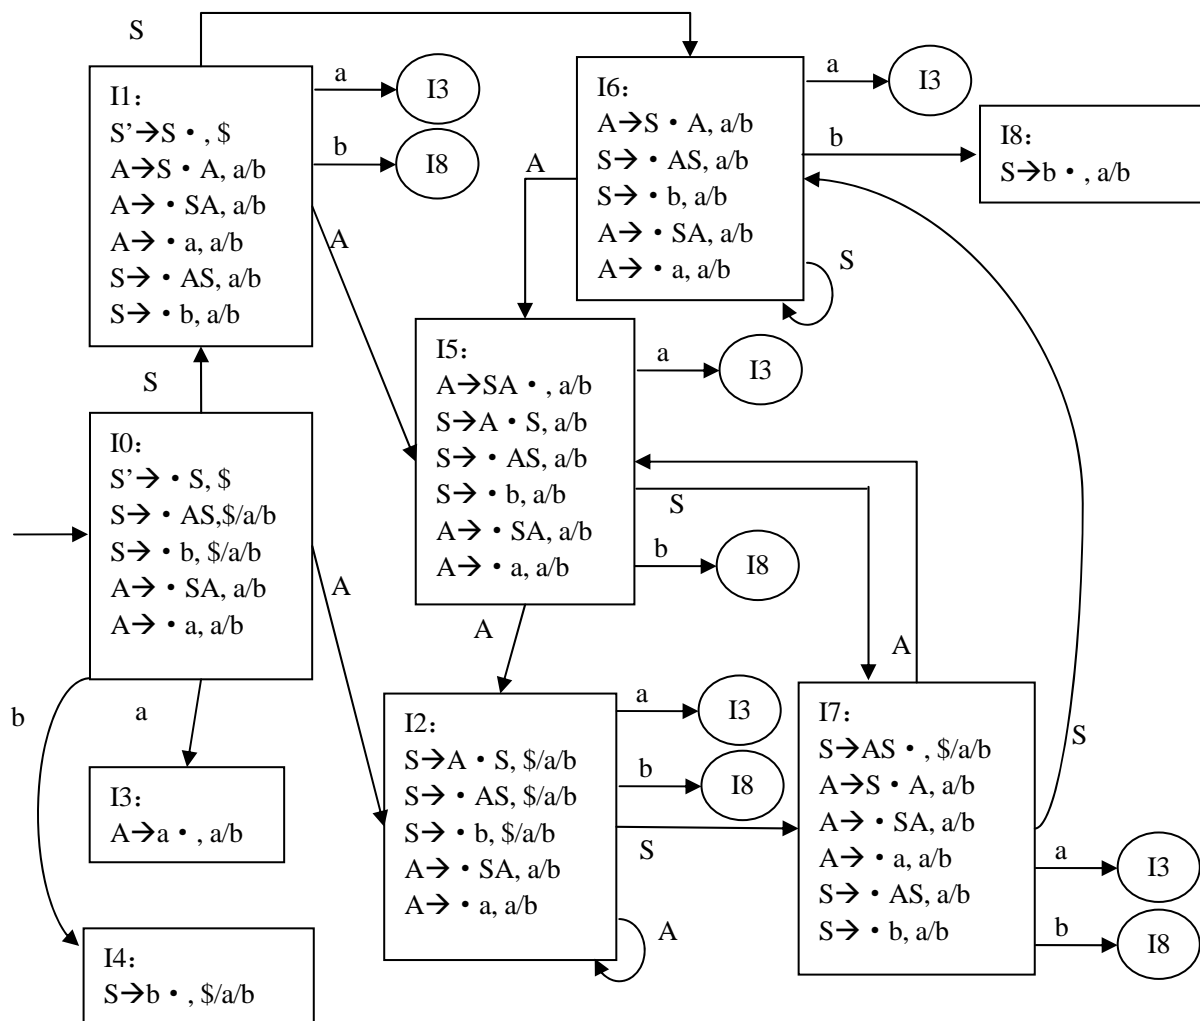 S
I1：
S’→S・, $
A→S・A, a/b
A→・SA, a/b
A→・a, a/b
S→・AS, a/b
S→・b, a/b
a
I3
b
I8
A
S
I6：
A→S・A, a/b
S→・AS, a/b
S→・b, a/b
A→・SA, a/b
A→・a, a/b
a
I3
b
I8：
S→b・, a/b
A
S
I5：
A→SA・, a/b
S→A・S, a/b
S→・AS, a/b
S→・b, a/b
A→・SA, a/b
A→・a, a/b
a
I3
S
b
I8
A
I0：
S’→・S, $
S→・AS,$/a/b
S→・b, $/a/b
A→・SA, a/b
A→・a, a/b
A
b
a
I3：
A→a・, a/b
I4：
S→b・, $/a/b
I2：
S→A・S, $/a/b
S→・AS, $/a/b
S→・b, $/a/b
A→・SA, a/b
A→・a, a/b
a
I3
b
I8
S
A
A
I7：
S→AS・, $/a/b
A→S・A, a/b
A→・SA, a/b
A→・a, a/b
S→・AS, a/b
S→・b, a/b
S
a
I3
b
I8